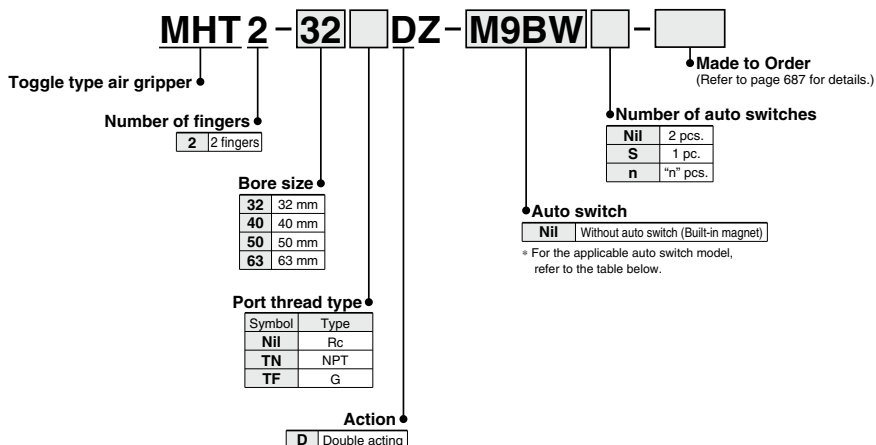 MHT2-32 DZ-M9BW -
Made to Order
(Refer to page 687 for details.)
Toggle type air gripper
Number of auto switches
Nil 2 pcs.
S 1 pc.
n “n” pcs.
Number of fingers
2 2 fingers
Bore size
32 32 mm
40 40 mm
50 50 mm
63 63 mm
Auto switch
Nil Without auto switch (Built-in magnet)
∗ For the applicable auto switch model,
refer to the table below.
Port thread type
Symbol Type
Nil Rc
TN NPT
TF G
Action
D Double acting